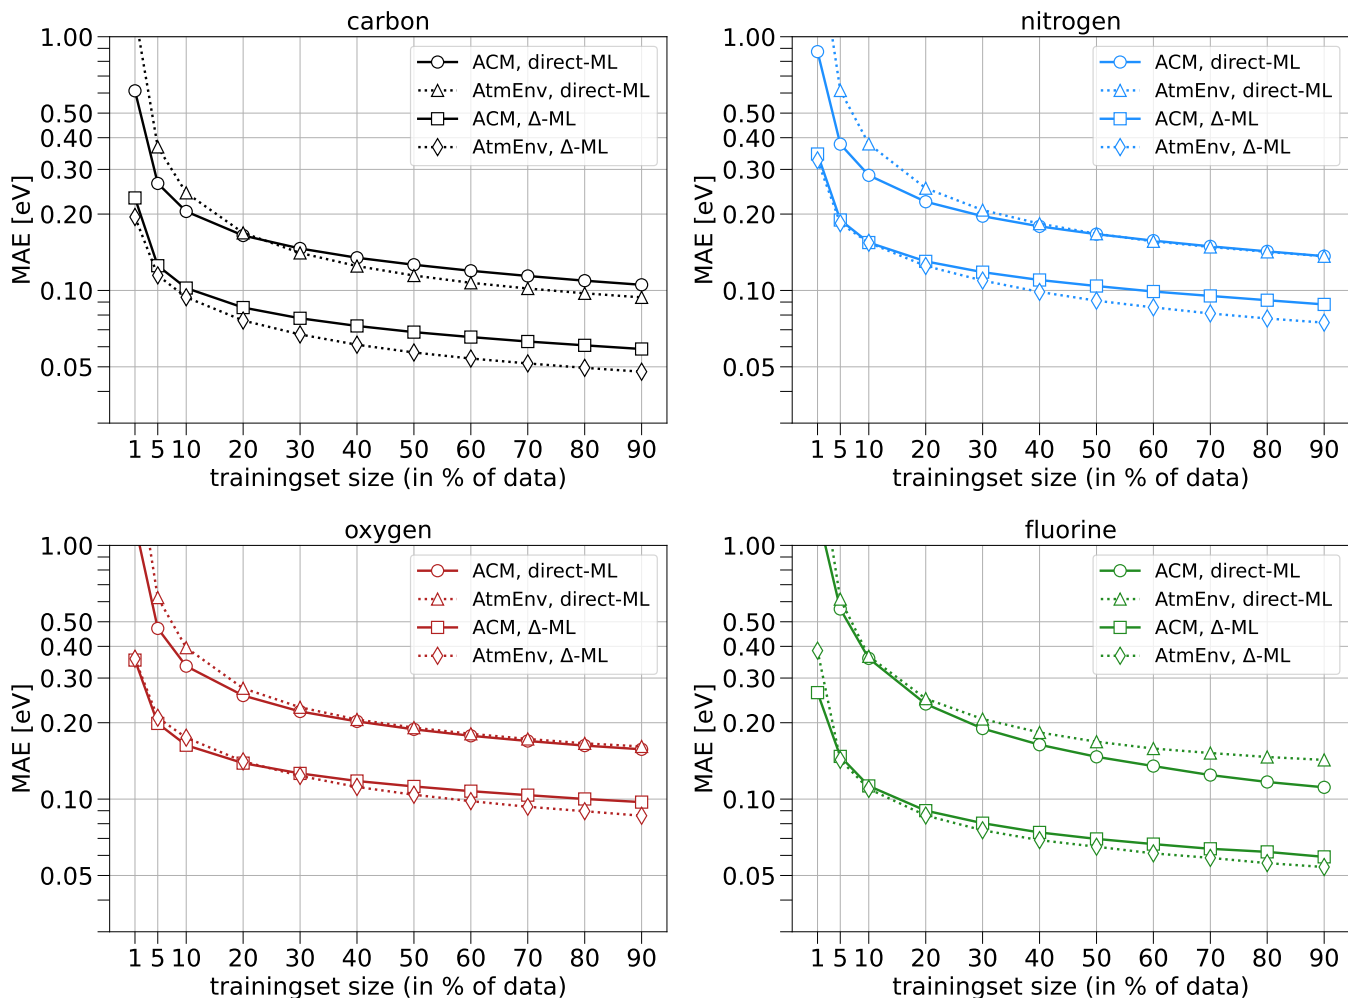 carbon
MAE [eV]
1.00
0.50
0.40
0.30
0.20
0.10
0.05
ACM, direct-ML
AtmEnv, direct-ML
ACM, Δ-ML
AtmEnv, Δ-ML
1 5 10 20 30 40 50 60 70 80 90
trainingset size (in % of data)
nitrogen
MAE [eV]
1.00
0.50
0.40
0.30
0.20
0.10
0.05
ACM, direct-ML
AtmEnv, direct-ML
ACM, Δ-ML
AtmEnv, Δ-ML
1 5 10 20 30 40 50 60 70 80 90
trainingset size (in % of data)
oxygen
MAE [eV]
1.00
0.50
0.40
0.30
0.20
0.10
0.05
ACM, direct-ML
AtmEnv, direct-ML
ACM, Δ-ML
AtmEnv, Δ-ML
1 5 10 20 30 40 50 60 70 80 90
trainingset size (in % of data)
fluorine
MAE [eV]
1.00
0.50
0.40
0.30
0.20
0.10
0.05
ACM, direct-ML
AtmEnv, direct-ML
ACM, Δ-ML
AtmEnv, Δ-ML
1 5 10 20 30 40 50 60 70 80 90
trainingset size (in % of data)